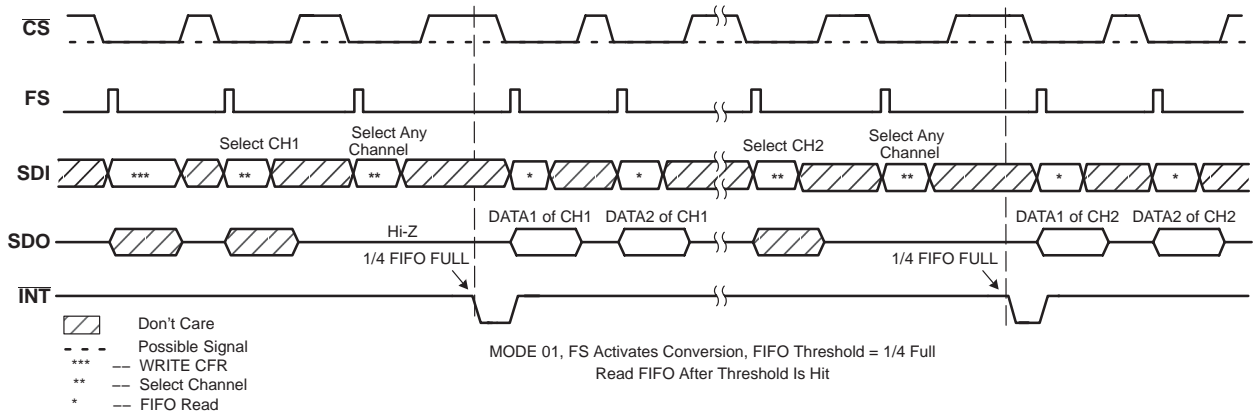 CS
FS
Select CH1
Select Any
Channel
Select CH2
Select Any
Channel
SDI
***
**
**
*
*
**
**
*
*
DATA1 of CH1
DATA2 of CH1
DATA1 of CH2
DATA2 of CH2
SDO
Hi-Z
1/4 FIFO FULL
1/4 FIFO FULL
INT
Don't Care
Possible Signal
*** −− WRITE CFR
** −− Select Channel
* −− FIFO Read
MODE 01, FS Activates Conversion, FIFO Threshold = 1/4 Full
Read FIFO After Threshold Is Hit